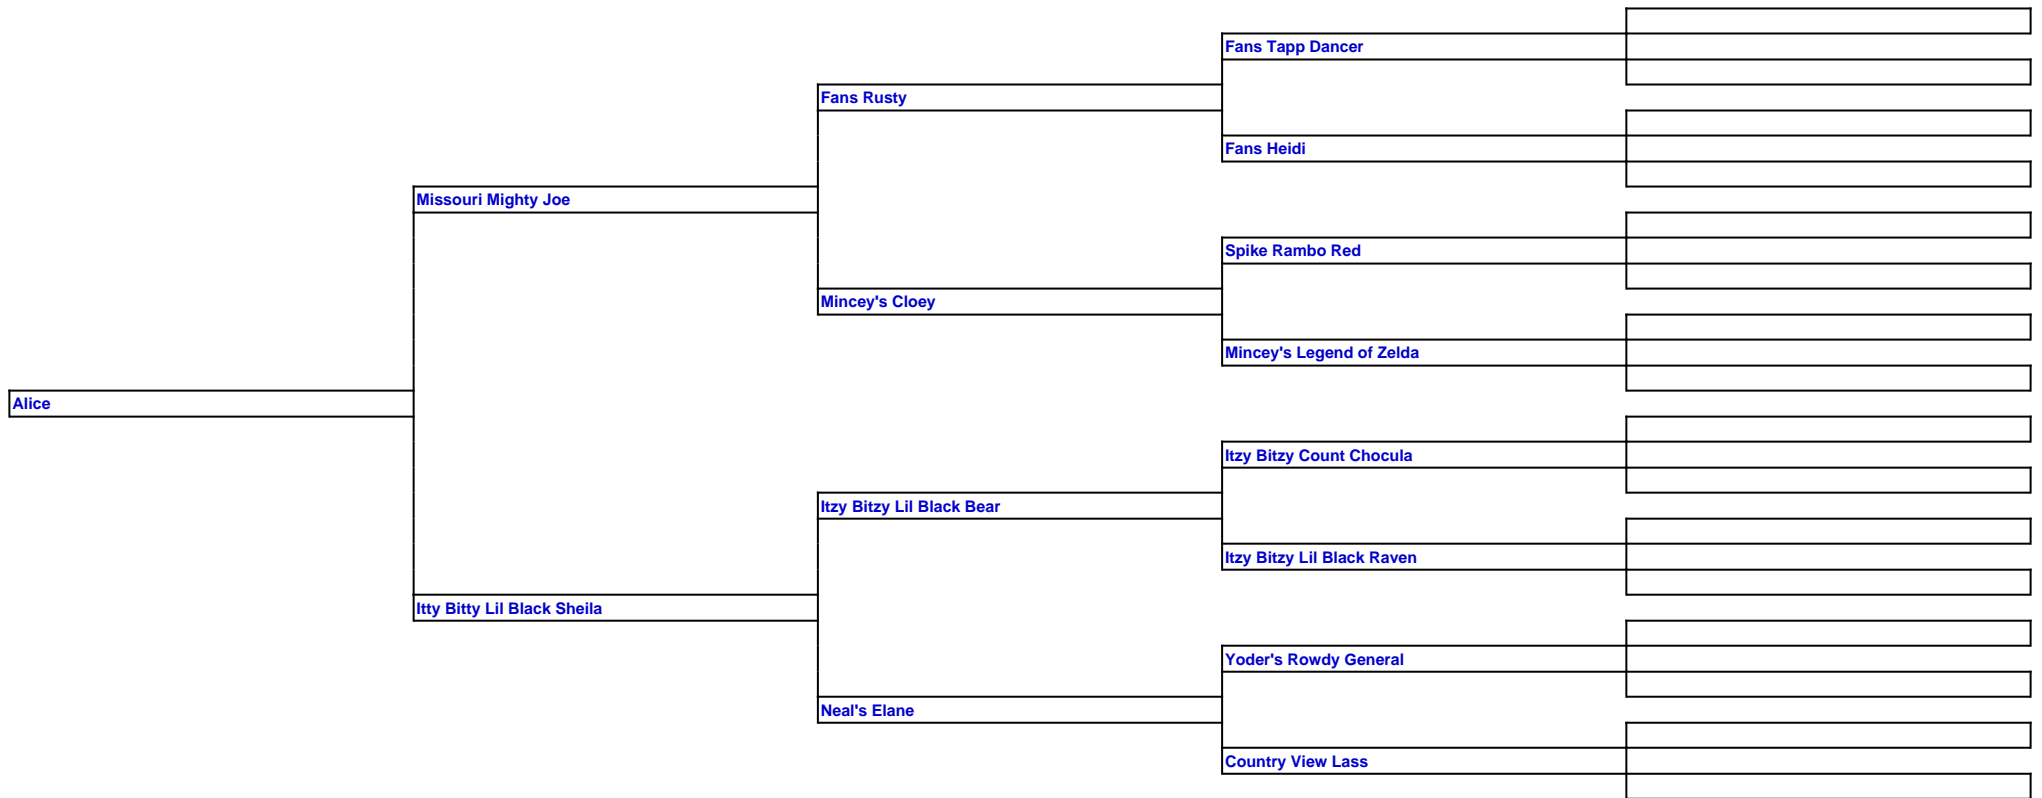 Fans Tapp Dancer
Fans Rusty
Fans Heidi
Missouri Mighty Joe
Spike Rambo Red
Mincey's Cloey
Mincey's Legend of Zelda
Alice
Itzy Bitzy Count Chocula
Itzy Bitzy Lil Black Bear
Itzy Bitzy Lil Black Raven
Itty Bitty Lil Black Sheila
Yoder's Rowdy General
Neal's Elane
Country View Lass